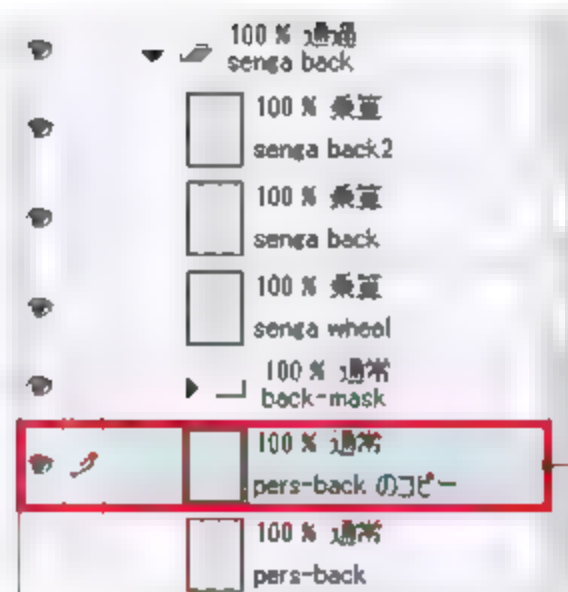 100 % 通過
senga back
100 % 乗算
senga back2
100 % 乗算
senga back
100 % 乗算
senga wheel
100 % 通常
back-mask
100 % 通常
pers-back のコピー
100 % 通常
pers-back